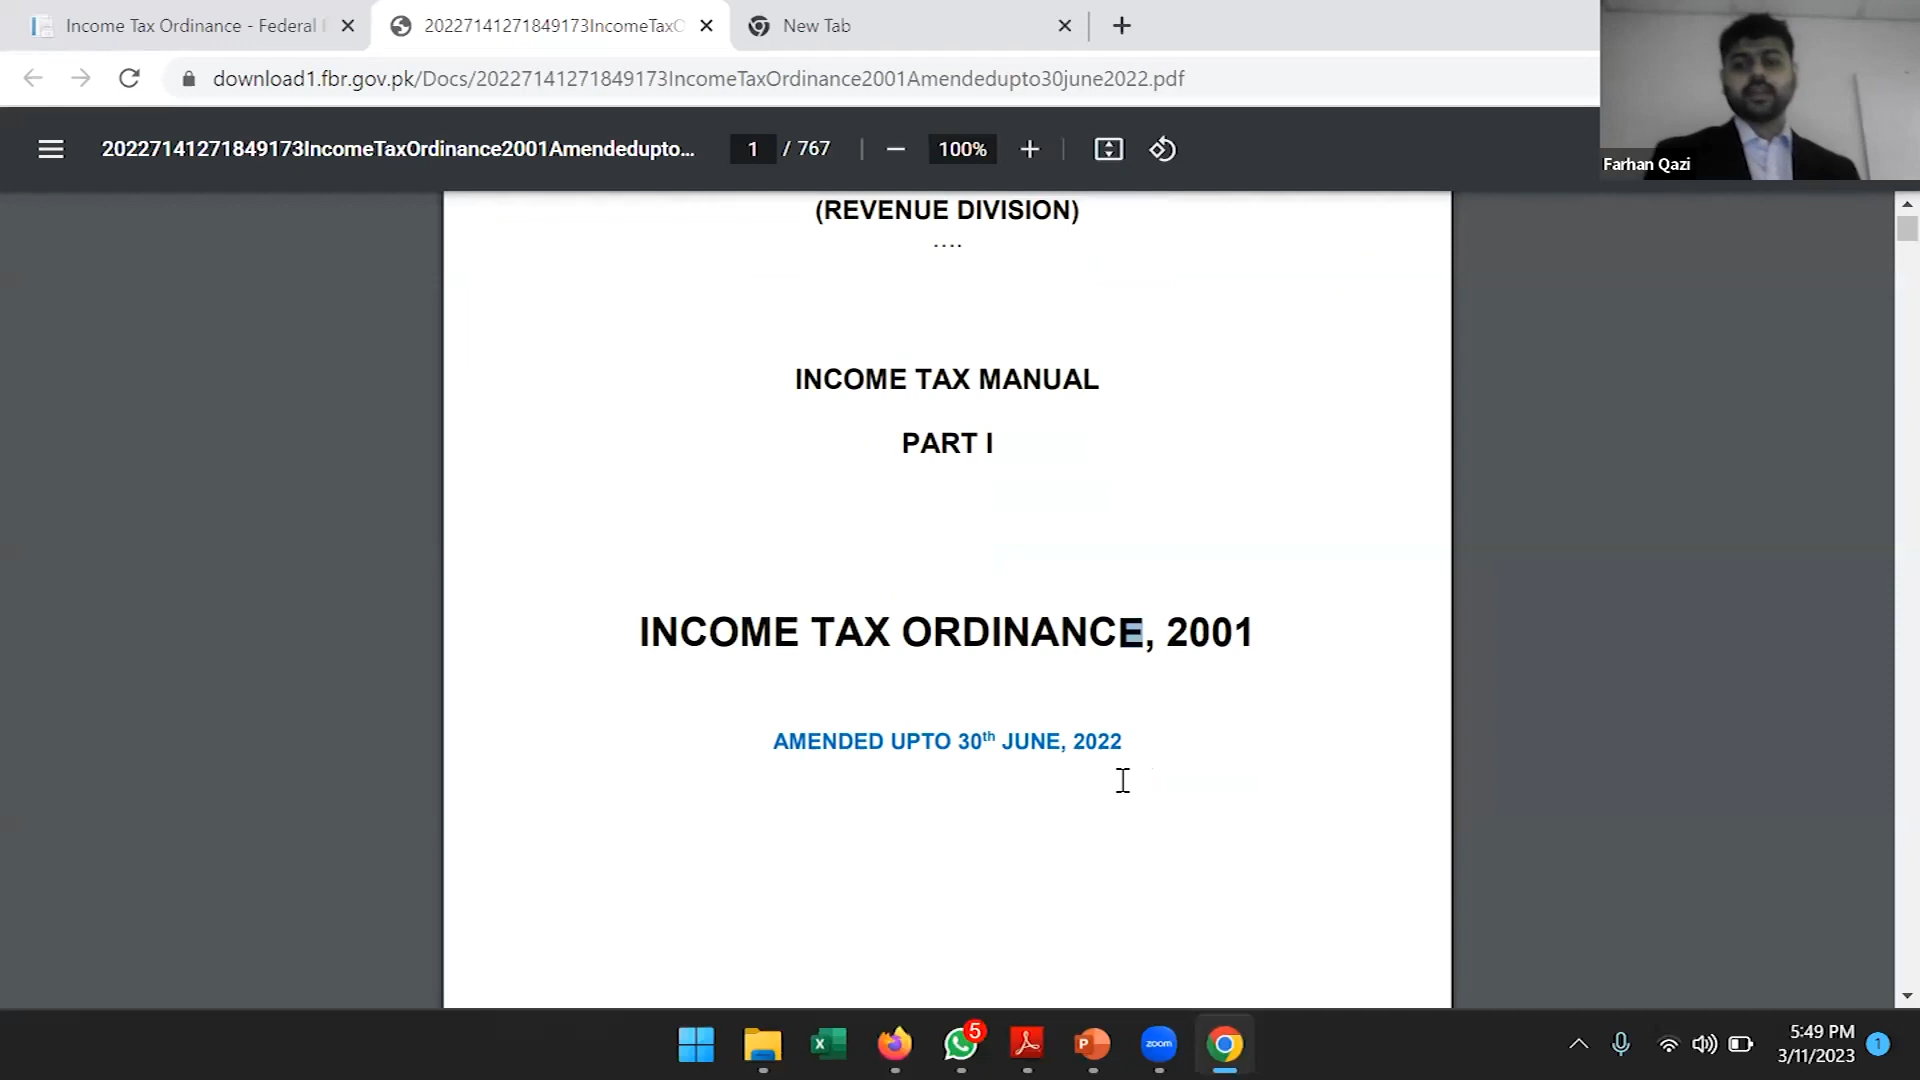 Income Tax Ordinance - Federal
20227141271849173IncomeTaxO
New Tab
download1.fbr.gov.pk/Docs/20227141271849173IncomeTaxOrdinance2001Amendedupto30june2022.pdf
20227141271849173IncomeTaxOrdinance2001Amendedupto...
1 / 767
100%
Farhan Qazi
(REVENUE DIVISION)
....
INCOME TAX MANUAL
PART I
INCOME TAX ORDINANCE, 2001
AMENDED UPTO 30th JUNE, 2022
X
5
P
zoom
5:49 PM
3/11/2023
1